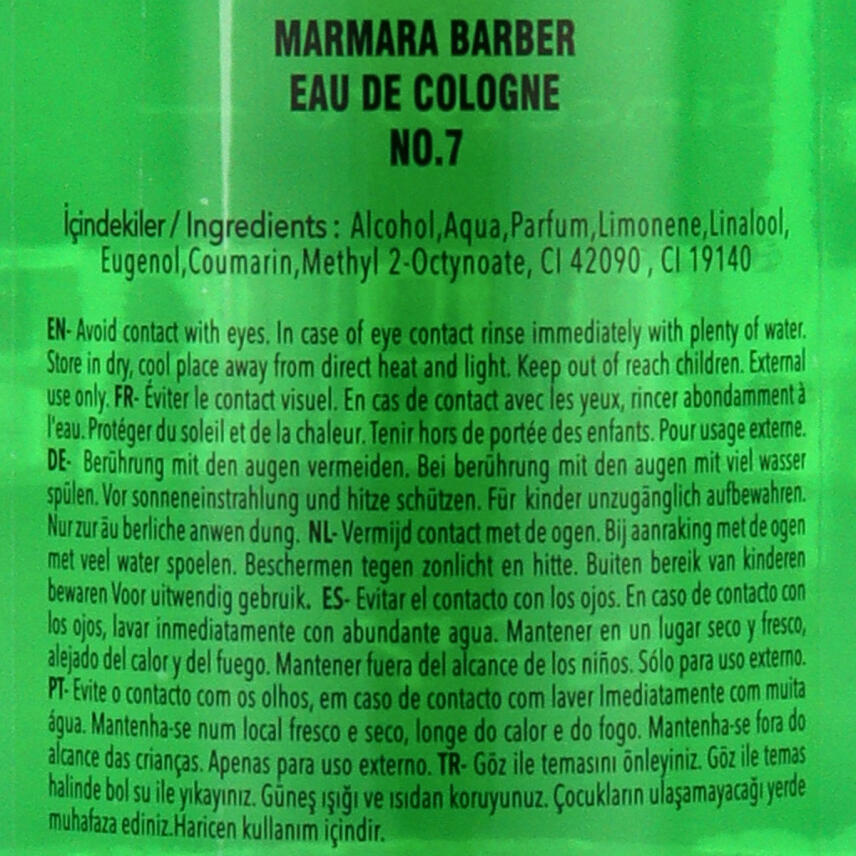 MARMARA BARBER
EAU DE COLOGNE
NO.7
İçindekiler / Ingredients : Alcohol,Aqua,Parfum,Limonene,Linalool,
Eugenol,Coumarin,Methyl 2-Octynoate, CI 42090 , CI 19140
EN- Avoid contact with eyes. In case of eye contact rinse immediately with plenty of water.
Store in dry, cool place away from direct heat and light. Keep out of reach children. External
use only. FR- Éviter le contact visuel. En cas de contact avec les yeux, rincer abondamment à
l'eau. Protéger du soleil et de la chaleur. Tenir hors de portée des enfants. Pour usage externe.
DE- Berührung mit den augen vermeiden. Bei berührung mit den augen mit viel wasser
spülen. Vor sonneneinstrahlung und hitze schützen. Für kinder unzugänglich aufbewahren.
Nur zur äu berliche anwen dung. NL- Vermijd contact met de ogen. Bij aanraking met de ogen
met veel water spoelen. Beschermen tegen zonlicht en hitte. Buiten bereik van kinderen
bewaren Voor uitwendig gebruik. ES- Evitar el contacto con los ojos. En caso de contacto con
los ojos, lavar inmediatamente con abundante agua. Mantener en un lugar seco y fresco,
alejado del calor y del fuego. Mantener fuera del alcance de los niños. Sólo para uso externo.
PT- Evite o contacto com os olhos, em caso de contacto com laver Imediatamente com muita
água. Mantenha-se num local fresco e seco, longe do calor e do fogo. Mantenha-se fora do
alcance das crianças. Apenas para uso externo. TR- Göz ile temasını önleyiniz. Göz ile temas
halinde bol su ile yıkayınız. Güneş ışığı ve ısıdan koruyunuz. Çocukların ulaşamayacağı yerde
muhafaza ediniz.Haricen kullanım içindir.